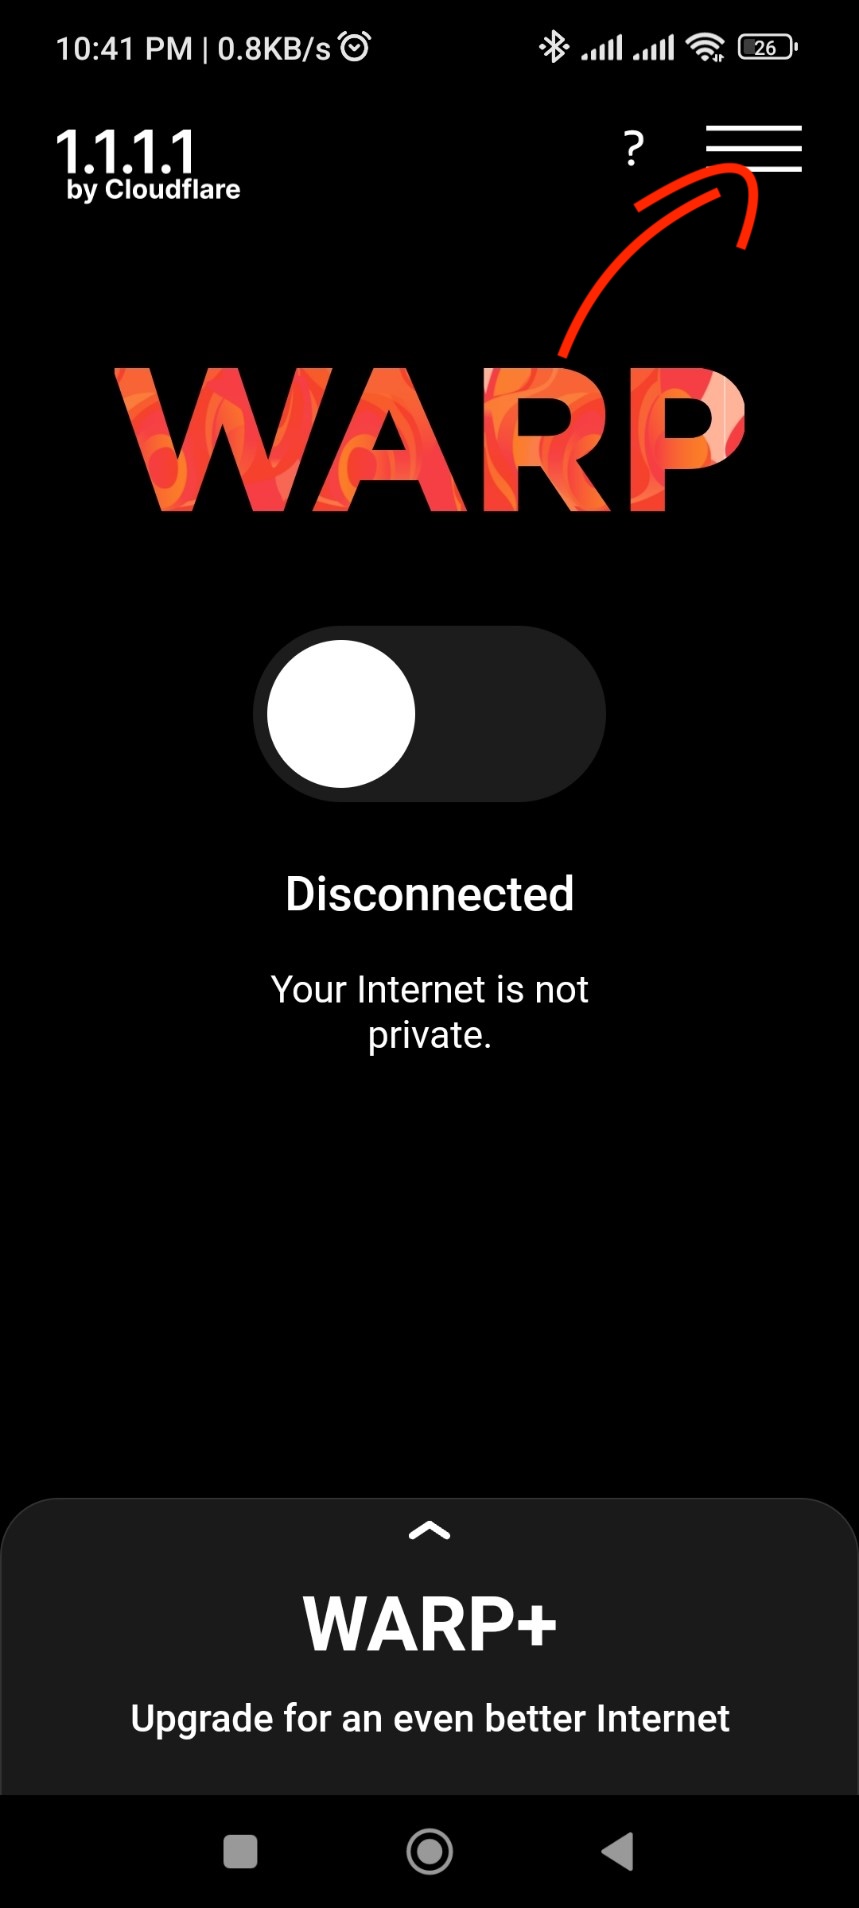 10:41 PM | 0.8KB/s 26
1.1.1.1 ?
by Cloudflare
WARP
Disconnected
Your Internet is not
private.
WARP+
Upgrade for an even better Internet